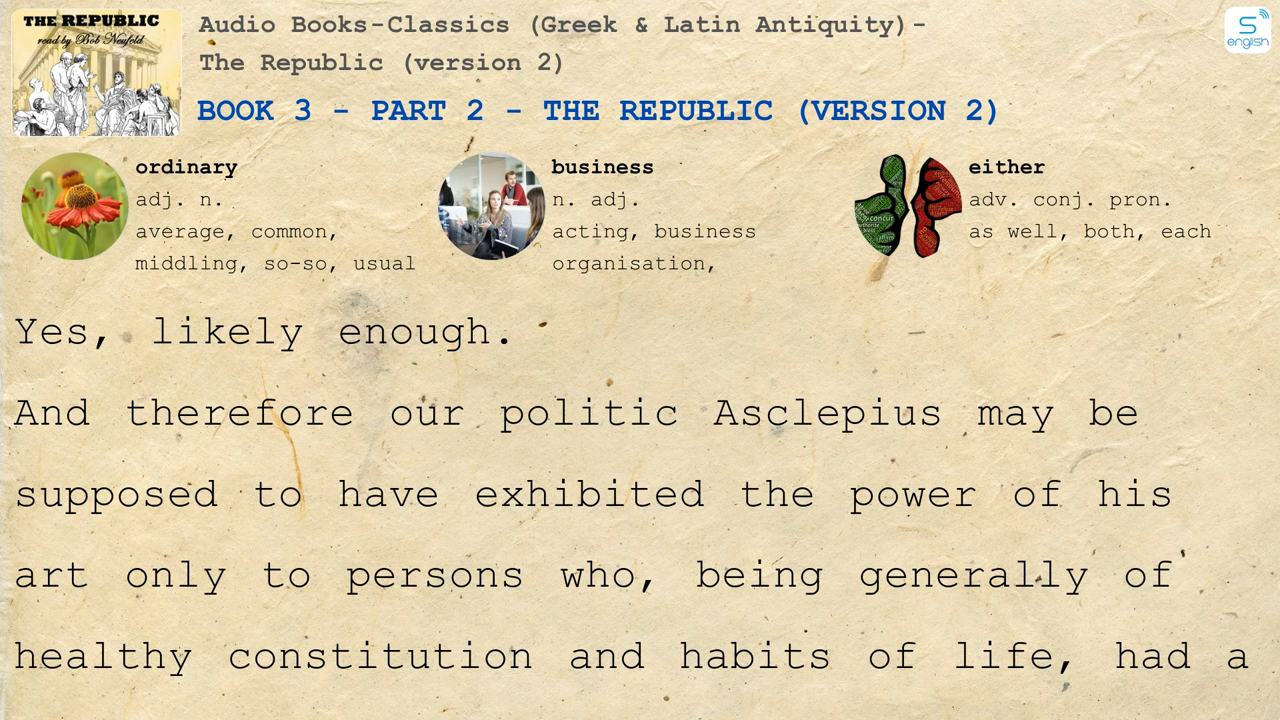 THE REPUBLIC
read by Bob Neufeld
Audio Books-Classics (Greek & Latin Antiquity)-
The Republic (version 2)
BOOK 3 - PART 2 - THE REPUBLIC (VERSION 2)
S
english
ordinary
adj. n.
average, common,
middling, so-so, usual
business
n. adj.
acting, business
organisation,
either
adv. conj. pron.
as well, both, each
Yes, likely enough.
And therefore our politic Asclepius may be
supposed to have exhibited the power of his
art only to persons who, being generally of
healthy constitution and habits of life, had a